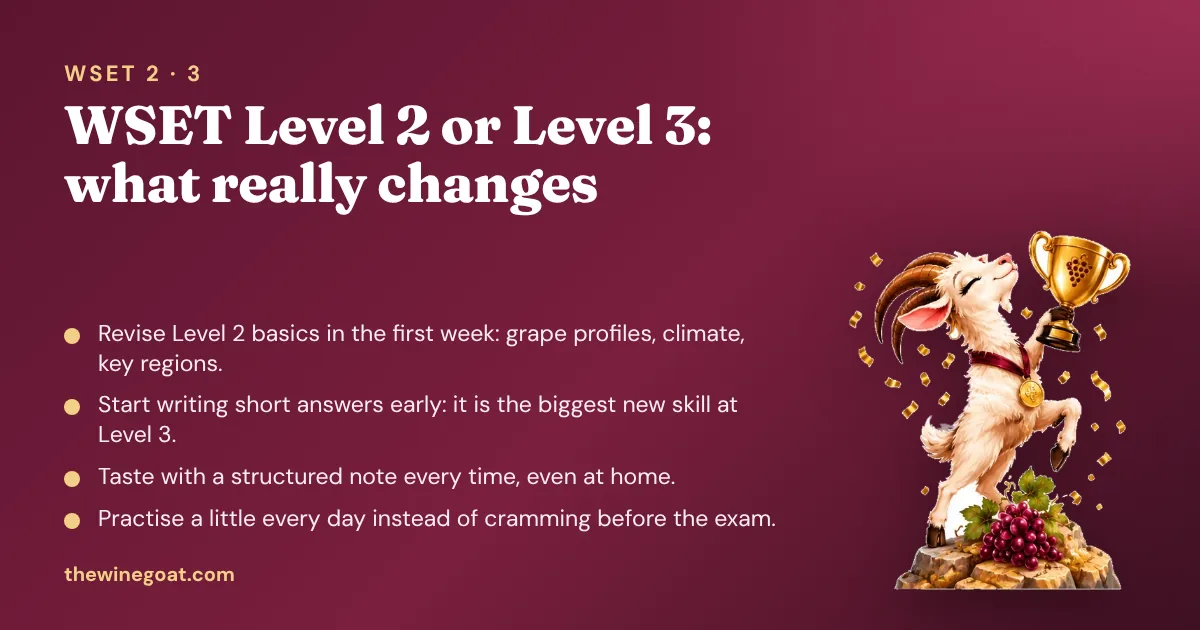 WSET 2 · 3
WSET Level 2 or Level 3:
what really changes
Revise Level 2 basics in the first week: grape profiles, climate,
key regions.
Start writing short answers early: it is the biggest new skill at
Level 3.
Taste with a structured note every time, even at home.
Practise a little every day instead of cramming before the exam.
thewinegoat.com